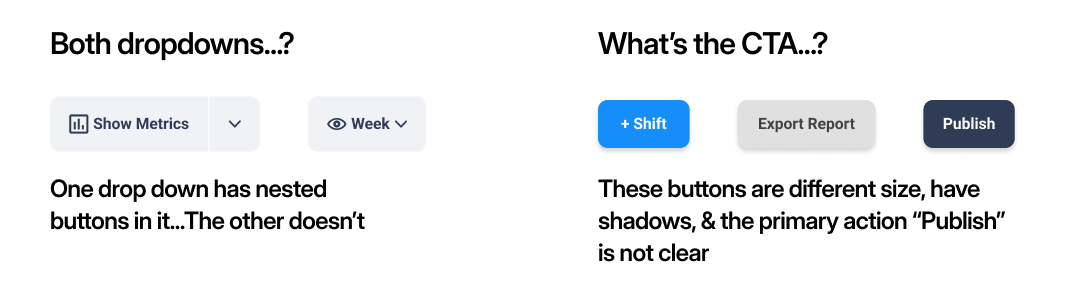 Both dropdowns...?
Show Metrics
Week
One drop down has nested
buttons in it...The other doesn’t
What’s the CTA...?
+ Shift
Export Report
Publish
These buttons are different size, have
shadows, & the primary action “Publish”
is not clear